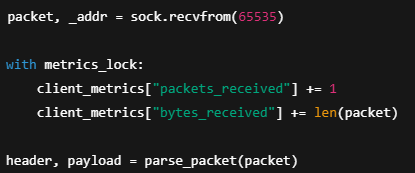 packet, _addr = sock.recvfrom(65535)
with metrics_lock:
    client_metrics["packets_received"] += 1
    client_metrics["bytes_received"] += len(packet)
header, payload = parse_packet(packet)